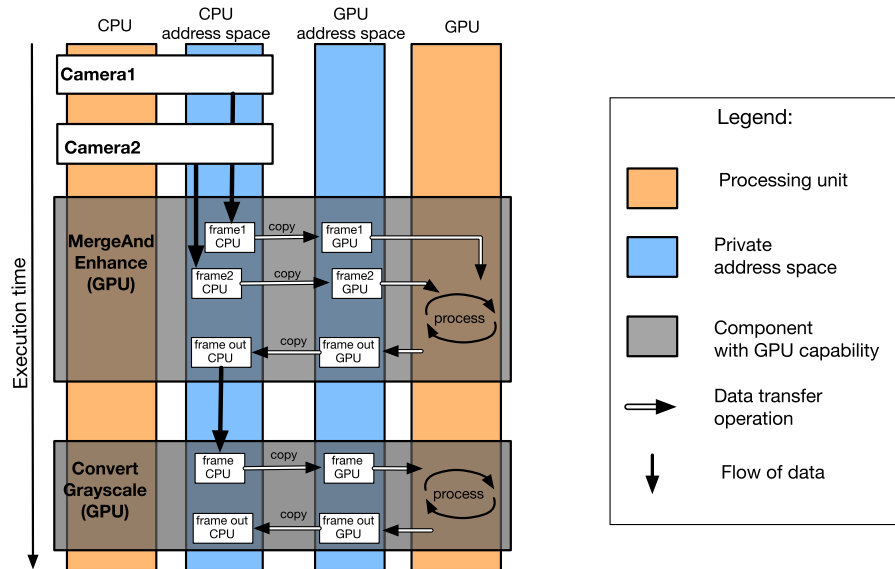 CPU
CPU
address space
GPU
address space
GPU
Camera1
Camera2
Execution time
MergeAnd
Enhance
(GPU)
frame1
CPU
copy
frame1
GPU
frame2
CPU
copy
frame2
GPU
process
frame out
CPU
copy
frame out
GPU
Convert
Grayscale
(GPU)
frame
CPU
copy
frame
GPU
process
frame out
CPU
copy
frame out
GPU
Legend:
Processing unit
Private
address space
Component
with GPU capability
Data transfer
operation
Flow of data